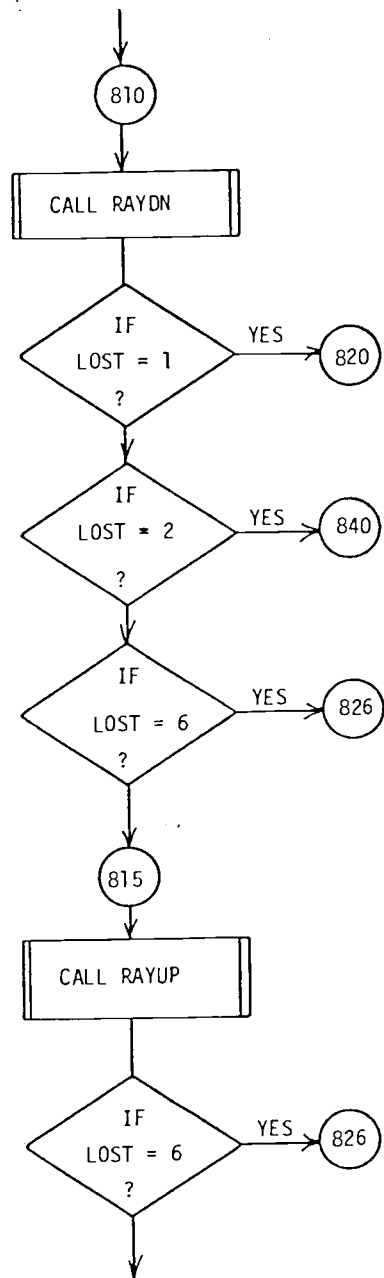 810
CALL RAYDN
IF
LOST = 1
?
YES
820
IF
LOST = 2
?
YES
840
IF
LOST = 6
?
YES
826
815
CALL RAYUP
IF
LOST = 6
?
YES
826